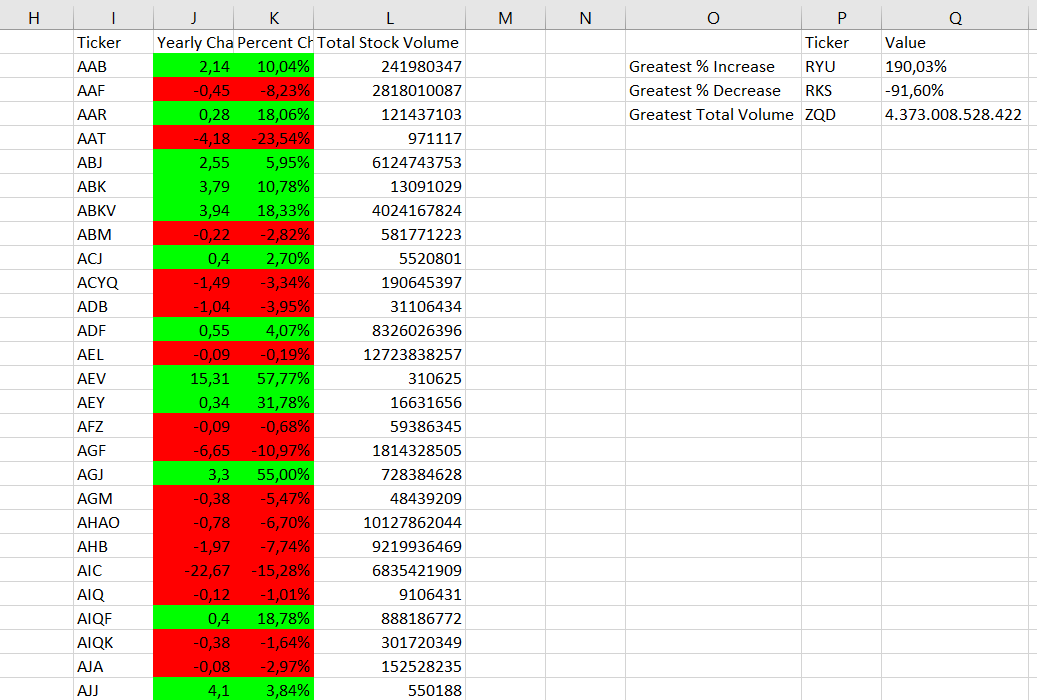 H I J K L M N O P Q
Ticker Yearly Cha Percent Ch Total Stock Volume Ticker Value
AAB 2,14 10,04% 241980347 Greatest % Increase RYU 190,03%
AAF -0,45 -8,23% 2818010087 Greatest % Decrease RKS -91,60%
AAR 0,28 18,06% 121437103 Greatest Total Volume ZQD 4.373.008.528.422
AAT -4,18 -23,54% 971117
ABJ 2,55 5,95% 6124743753
ABK 3,79 10,78% 13091029
ABKV 3,94 18,33% 4024167824
ABM -0,22 -2,82% 581771223
ACJ 0,4 2,70% 5520801
ACYQ -1,49 -3,34% 190645397
ADB -1,04 -3,95% 31106434
ADF 0,55 4,07% 8326026396
AEL -0,09 -0,19% 12723838257
AEV 15,31 57,77% 310625
AEY 0,34 31,78% 16631656
AFZ -0,09 -0,68% 59386345
AGF -6,65 -10,97% 1814328505
AGJ 3,3 55,00% 728384628
AGM -0,38 -5,47% 48439209
AHAO -0,78 -6,70% 10127862044
AHB -1,97 -7,74% 9219936469
AIC -22,67 -15,28% 6835421909
AIQ -0,12 -1,01% 9106431
AIQF 0,4 18,78% 888186772
AIQK -0,38 -1,64% 301720349
AJA -0,08 -2,97% 152528235
AJJ 4,1 3,84% 550188